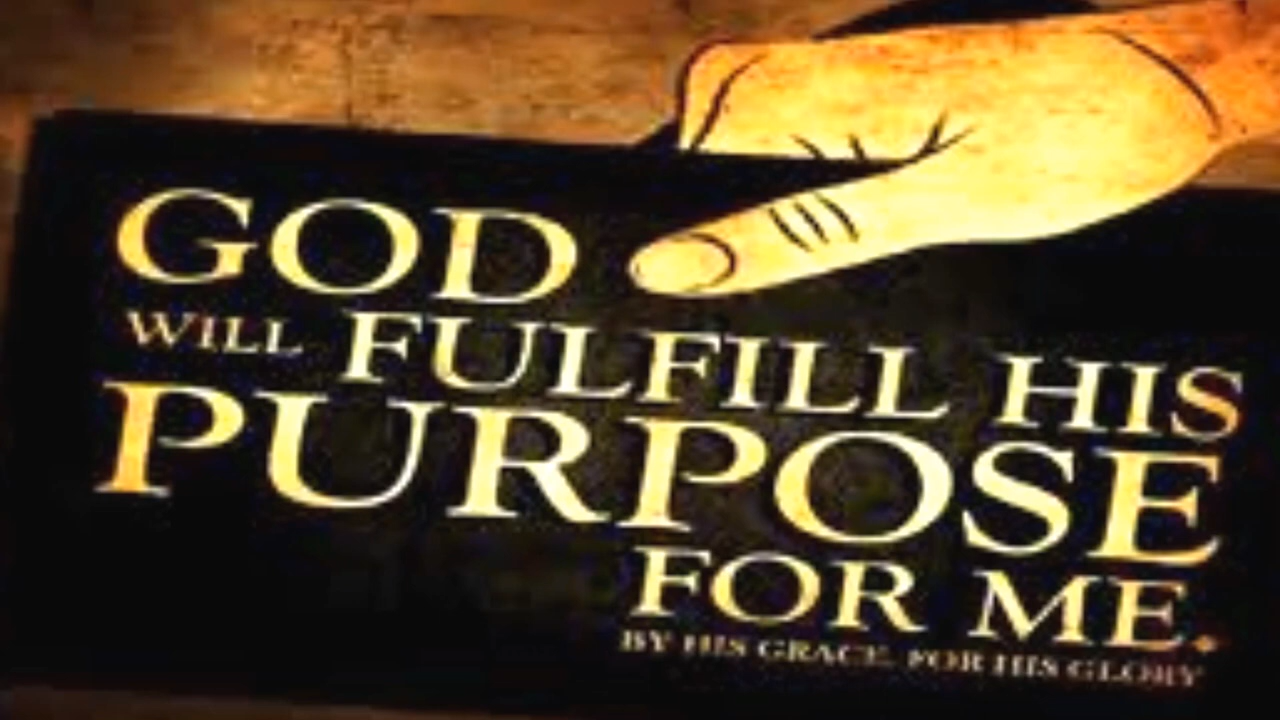 GOD
WILL FULFILL HIS
PURPOSE
FOR ME.
BY HIS GRACE. FOR HIS GLORY